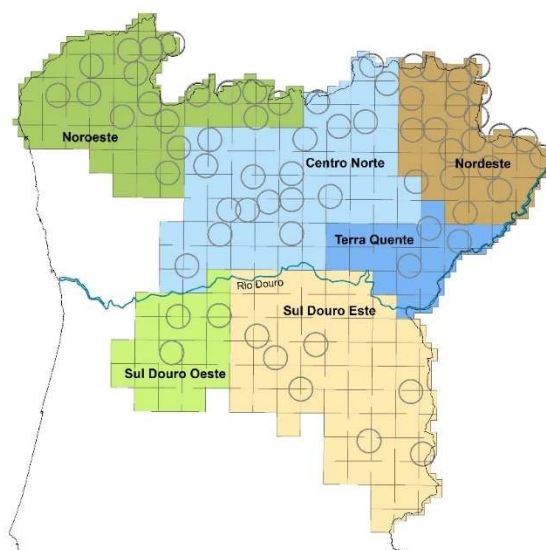 Noroeste
Centro Norte
Nordeste
Terra Quente
Rio Douro
Sul Douro Este
Sul Douro Oeste